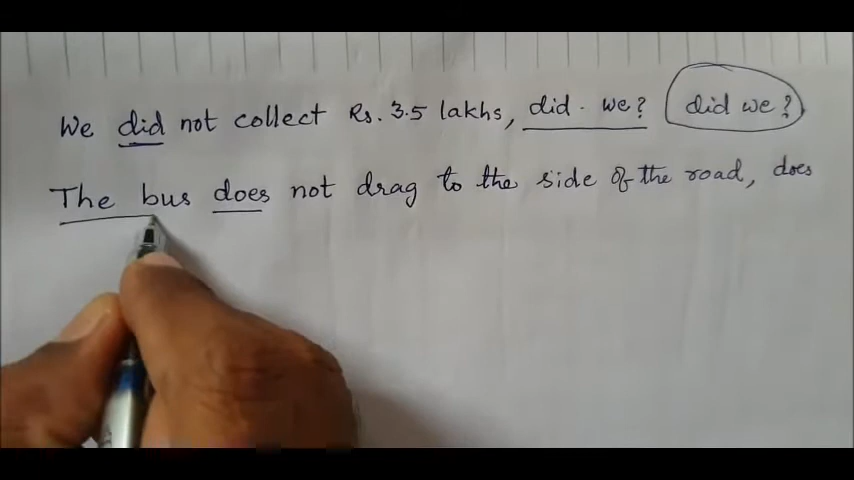 We did not collect Rs. 3.5 lakhs, did we? did we?
The bus does not drag to the side of the road, does